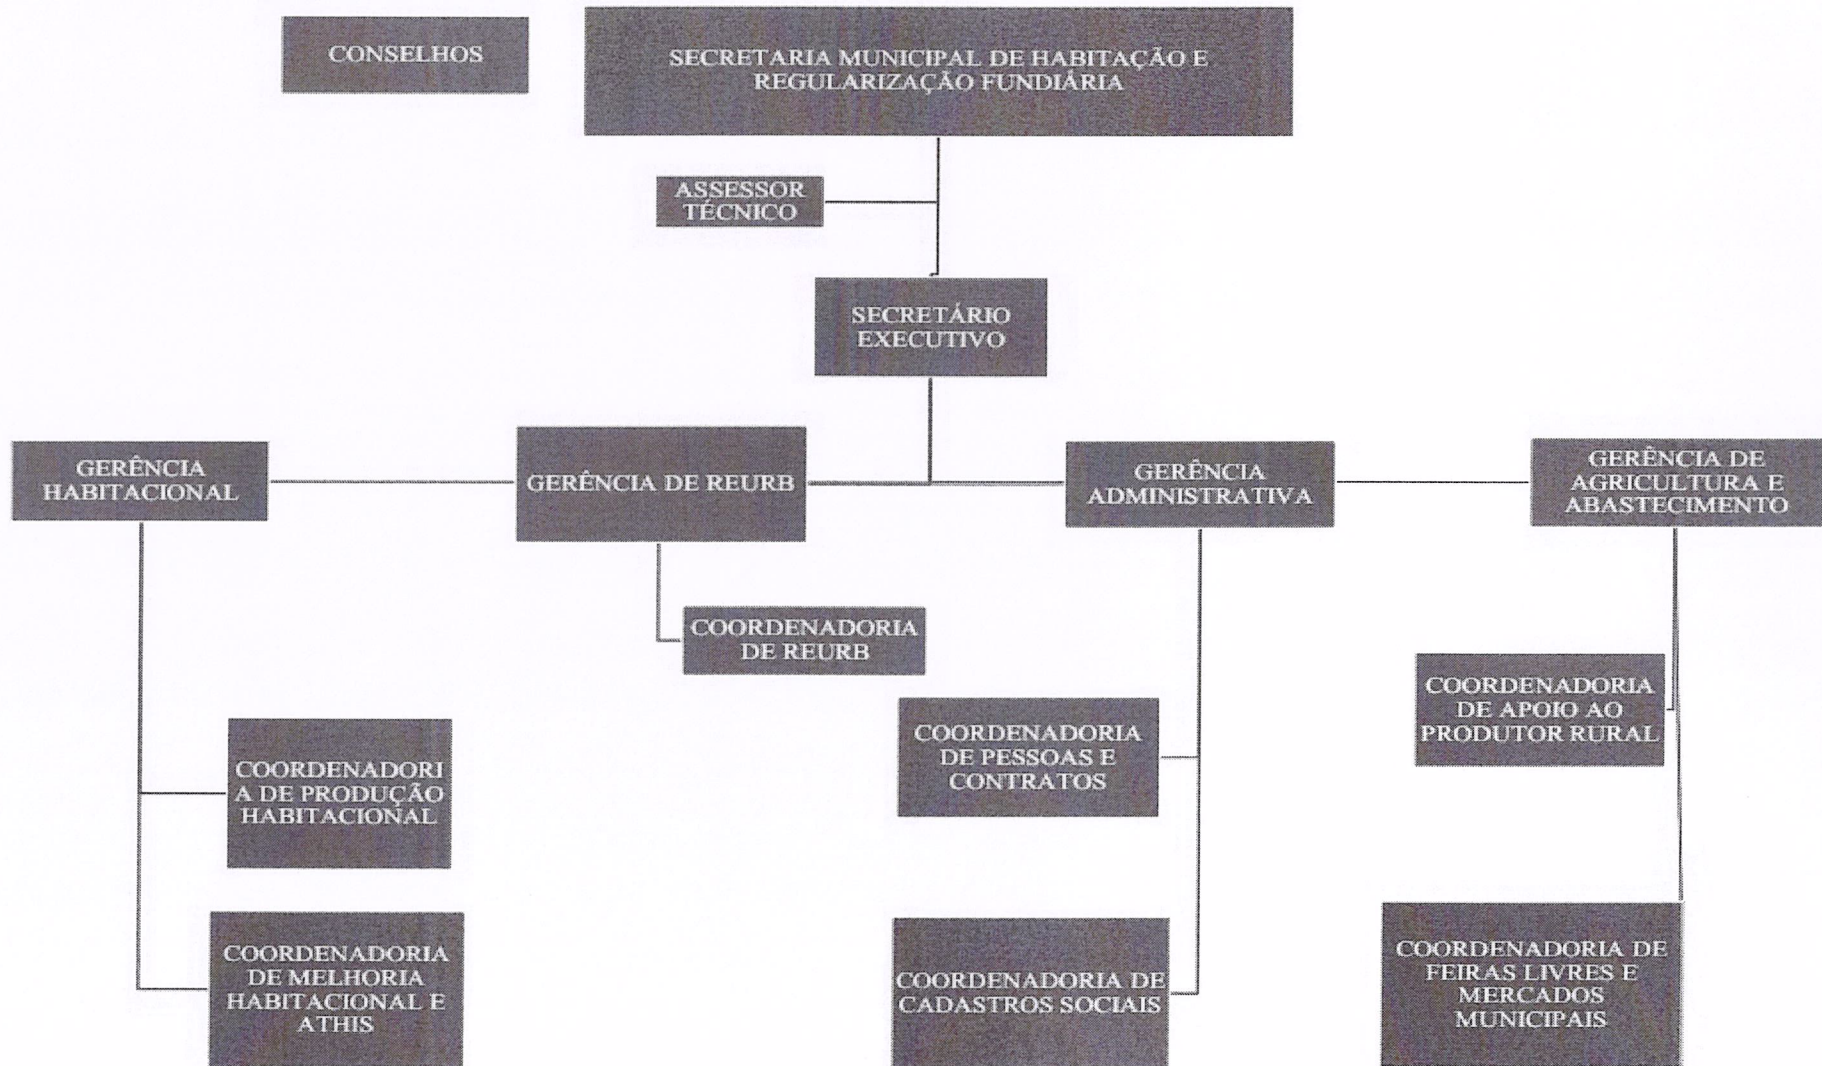 CONSELHOS
SECRETARIA MUNICIPAL DE HABITAÇÃO E
REGULARIZAÇÃO FUNDIÁRIA
ASSESSOR
TÉCNICO
SECRETÁRIO
EXECUTIVO
GERÊNCIA
HABITACIONAL
GERÊNCIA DE REURB
GERÊNCIA
ADMINISTRATIVA
GERÊNCIA DE
AGRICULTURA E
ABASTECIMENTO
COORDENADORIA
DE REURB
COORDENADORIA
DE APOIO AO
PRODUTOR RURAL
COORDENADORIA
DE PESSOAS E
CONTRATOS
COORDENADORI
A DE PRODUÇÃO
HABITACIONAL
COORDENADORIA
DE MELHORIA
HABITACIONAL E
ATHIS
COORDENADORIA DE
CADASTROS SOCIAIS
COORDENADORIA DE
FEIRAS LIVRES E
MERCADOS
MUNICIPAIS